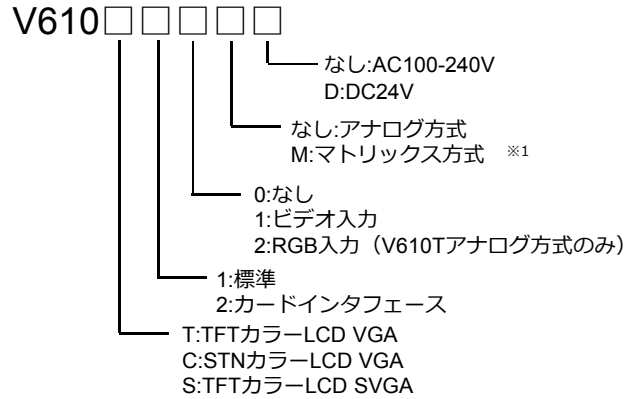 V610□□□□□
なし:AC100-240V
D:DC24V
なし:アナログ方式
M:マトリックス方式 ※1
0:なし
1:ビデオ入力
2:RGB入力（V610Tアナログ方式のみ）
1:標準
2:カードインタフェース
T:TFTカラーLCD VGA
C:STNカラーLCD VGA
S:TFTカラーLCD SVGA